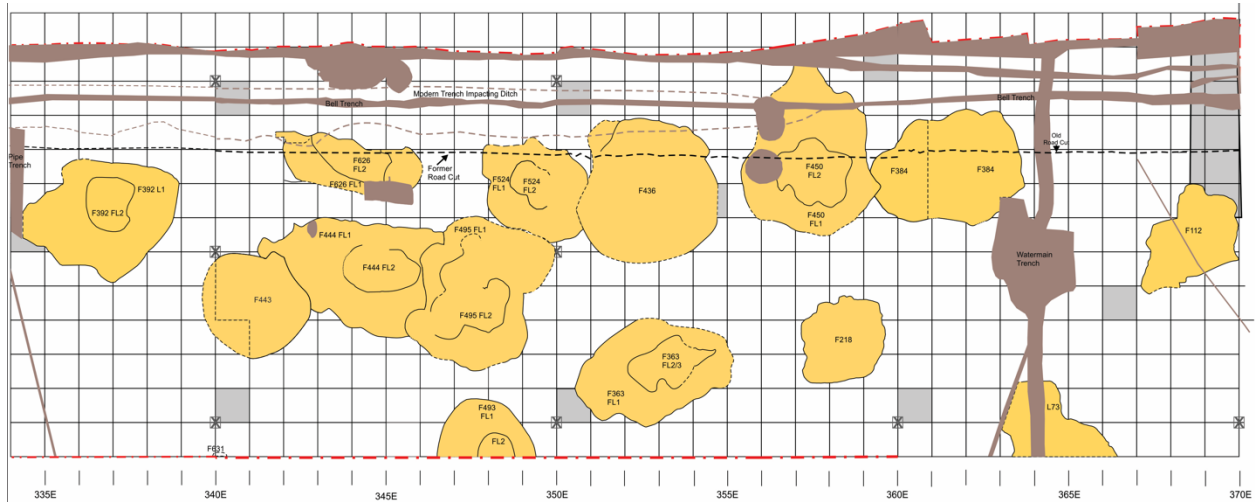 Bell Trench
Modern Trench Impacting Ditch
Bell Trench
Pipe
Trench
Former
Road Cut
Old
Road Cut
F626
FL2
F626 FL1
F392 L1
F392 FL2
F524
FL1
F524
FL2
F436
F450
FL2
F450
FL1
F384
F384
F112
F444 FL1
F444 FL2
F495 FL1
F495 FL2
F443
Watermain
Trench
F218
F363
FL2/3
F363
FL1
F493
FL1
FL2
L73
F631
335E
340E
345E
350E
355E
360E
365E
370E